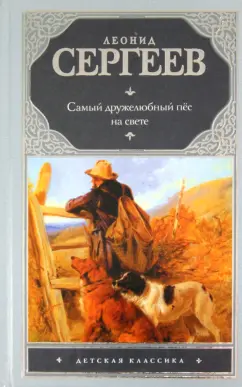 ЛЕОНИД
СЕРГЕЕВ
Самый дружелюбный пёс
на свете
ДЕТСКАЯ КЛАССИКА